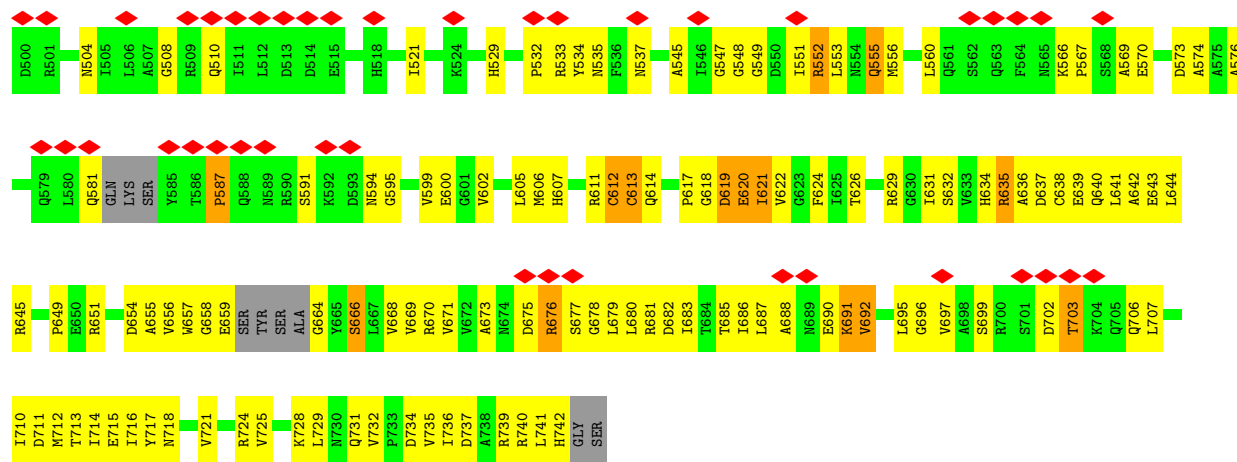 D500 R501 N504 I505 L506 A507 G508 R509 Q510 I511 L512 D513 D514 E515 H518 I521 K524 H529 P532 R533 Y534 N535 F536 N537 A545 I546 G547 G548 G549 D550 I551 R552 L553 N554 Q555 M556 L560 Q561 S562 Q563 F564 N565 K566 P567 S568 A569 E570 D573 A574 A575 A576
Q579 L580 Q581 GLN LYS SER Y585 T586 P587 Q588 N589 R590 S591 K592 D593 N594 G595 V599 E600 G601 V602 L605 M606 H607 R611 C612 C613 Q614 P617 G618 D619 E620 I621 V622 G623 F624 I625 T626 R629 G630 I631 S632 V633 H634 R635 A636 D637 C638 E639 Q640 L641 A642 E643 L644
R645 P649 E650 R651 D654 A655 V656 W657 G658 E659 SER TYR SER ALA G664 Y665 S666 L667 V668 V669 R670 V671 V672 A673 N674 D675 R676 S677 G678 L679 L680 R681 D682 I683 T684 T685 I686 L687 A688 N689 E690 K691 V692 L695 G696 V697 A698 S699 R700 S701 D702 T703 K704 Q705 Q706 L707
I710 D711 M712 T713 I714 E715 I716 Y717 N718 V721 R724 V725 K728 L729 N730 Q731 V732 P733 D734 V735 I736 D737 A738 R739 R740 L741 H742 GLY SER